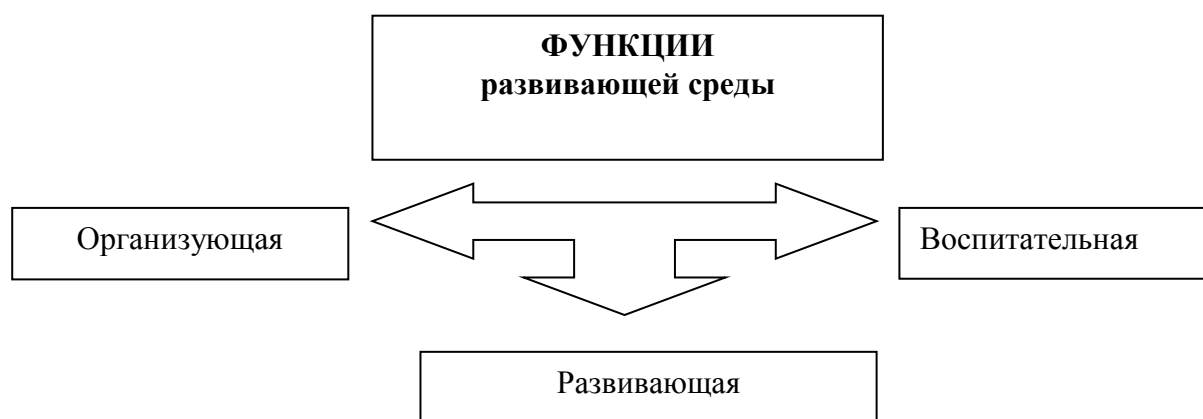 ФУНКЦИИ
развивающей среды
Организующая
Воспитательная
Развивающая